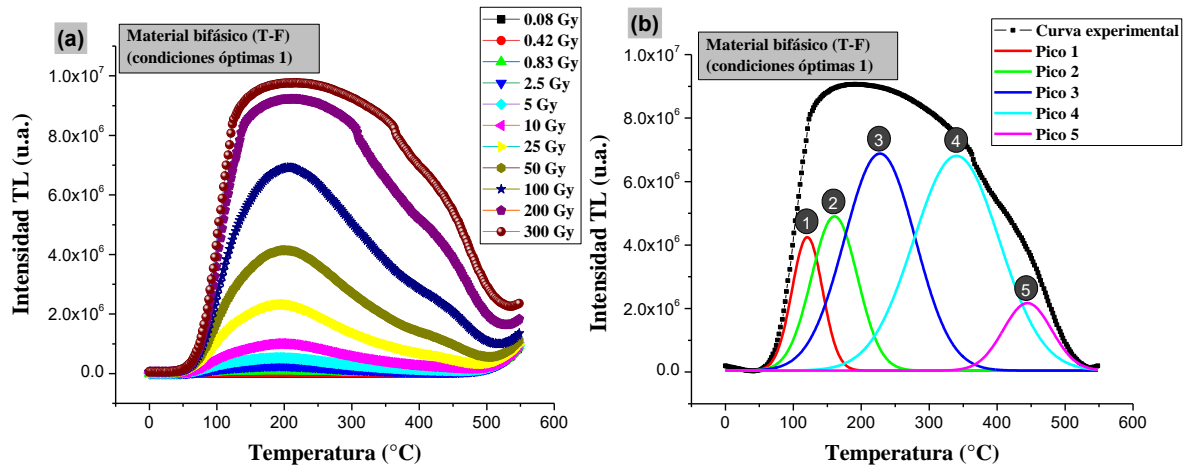 (a)
Material bifásico (T-F)
(condiciones óptimas 1)
0.08 Gy
0.42 Gy
0.83 Gy
2.5 Gy
5 Gy
10 Gy
25 Gy
50 Gy
100 Gy
200 Gy
300 Gy
Intensidad TL (u.a.)
1.0x10⁷
8.0x10⁶
6.0x10⁶
4.0x10⁶
2.0x10⁶
0.0
0
100
200
300
400
500
600
Temperatura (°C)
(b)
Material bifásico (T-F)
(condiciones óptimas 1)
Curva experimental
Pico 1
Pico 2
Pico 3
Pico 4
Pico 5
Intensidad TL (u.a.)
1.0x10⁷
8.0x10⁶
6.0x10⁶
4.0x10⁶
2.0x10⁶
0.0
1
2
3
4
5
0
100
200
300
400
500
600
Temperatura (°C)